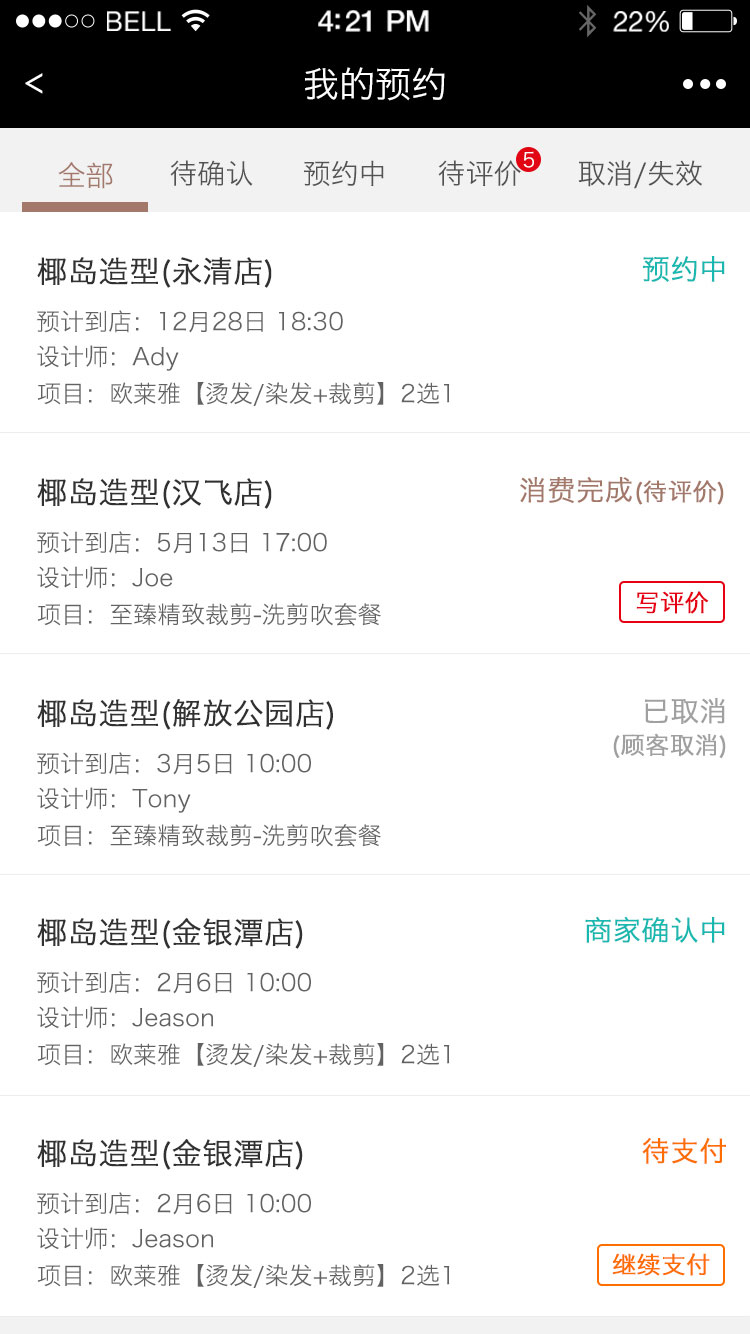 BELL 4:21 PM 22%
< 我的预约
全部 待确认 预约中 待评价 5 取消/失效
椰岛造型(永清店) 预约中
预计到店：12月28日 18:30
设计师：Ady
项目：欧莱雅【烫发/染发+裁剪】2选1
椰岛造型(汉飞店) 消费完成(待评价)
预计到店：5月13日 17:00
设计师：Joe
项目：至臻精致裁剪-洗剪吹套餐 写评价
椰岛造型(解放公园店) 已取消
(顾客取消)
预计到店：3月5日 10:00
设计师：Tony
项目：至臻精致裁剪-洗剪吹套餐
椰岛造型(金银潭店) 商家确认中
预计到店：2月6日 10:00
设计师：Jeason
项目：欧莱雅【烫发/染发+裁剪】2选1
椰岛造型(金银潭店) 待支付
预计到店：2月6日 10:00
设计师：Jeason
项目：欧莱雅【烫发/染发+裁剪】2选1 继续支付